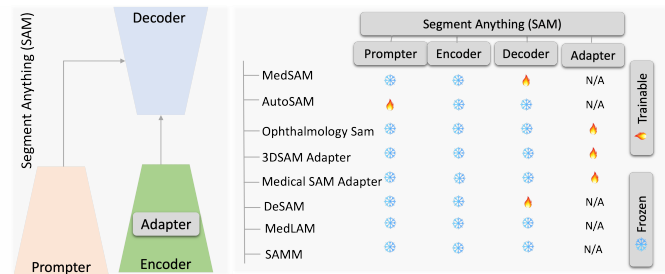 Segment Anything (SAM)
Decoder
Adapter
Prompter
Encoder
Segment Anything (SAM)
Prompter Encoder Decoder Adapter
MedSAM N/A
AutoSAM N/A
Ophthalmology Sam
3DSAM Adapter
Medical SAM Adapter
DeSAM N/A
MedLAM N/A
SAMM N/A
Trainable
Frozen